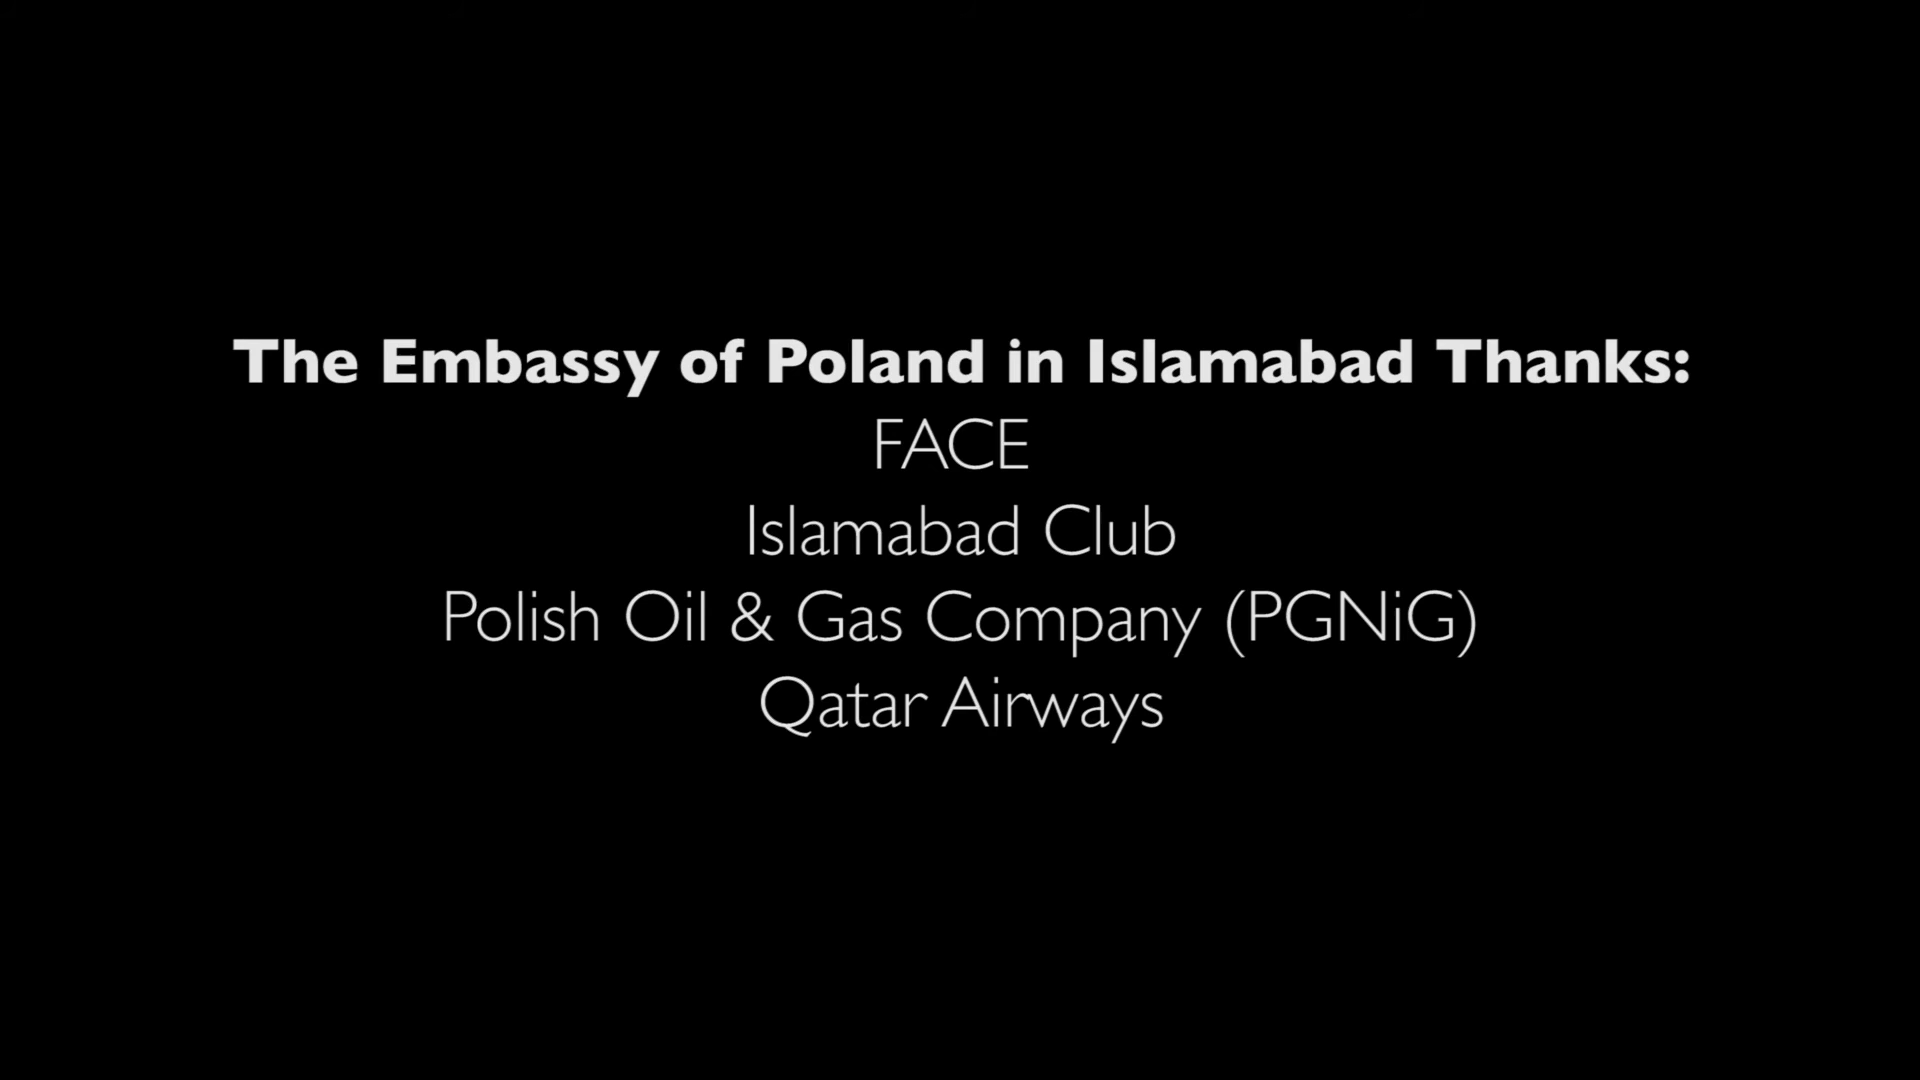 The Embassy of Poland in Islamabad Thanks:
FACE
Islamabad Club
Polish Oil & Gas Company (PGNiG)
Qatar Airways